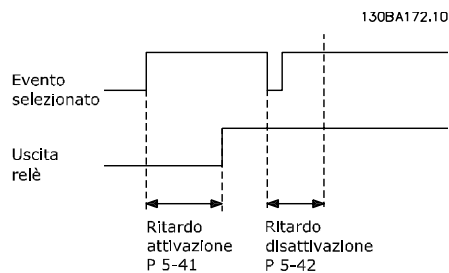 130BA172.10
Evento
selezionato
Uscita
relè
Ritardo
attivazione
P 5-41
Ritardo
disattivazione
P 5-42